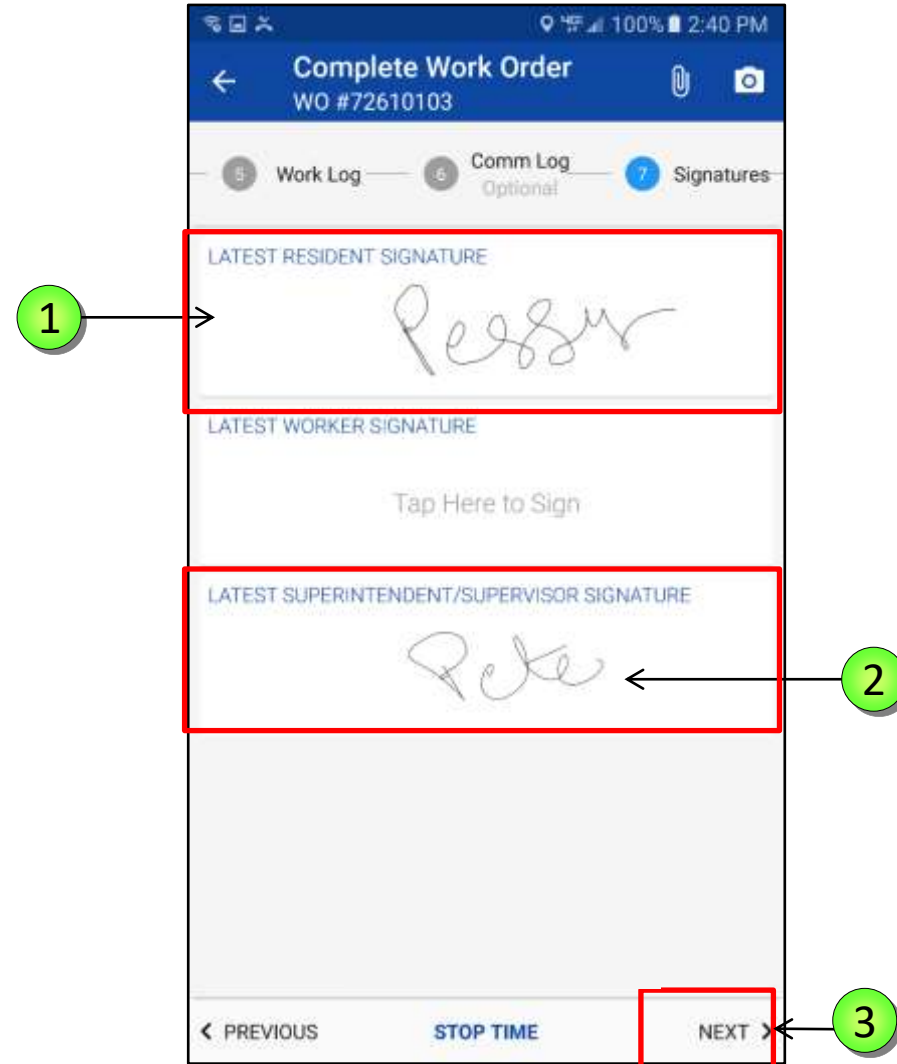 100% 2:40 PM
Complete Work Order
WO #72610103
5 Work Log 6 Comm Log Optional 7 Signatures
LATEST RESIDENT SIGNATURE
1
LATEST WORKER SIGNATURE
Tap Here to Sign
LATEST SUPERINTENDENT/SUPERVISOR SIGNATURE
Pete
2
PREVIOUS STOP TIME NEXT
3